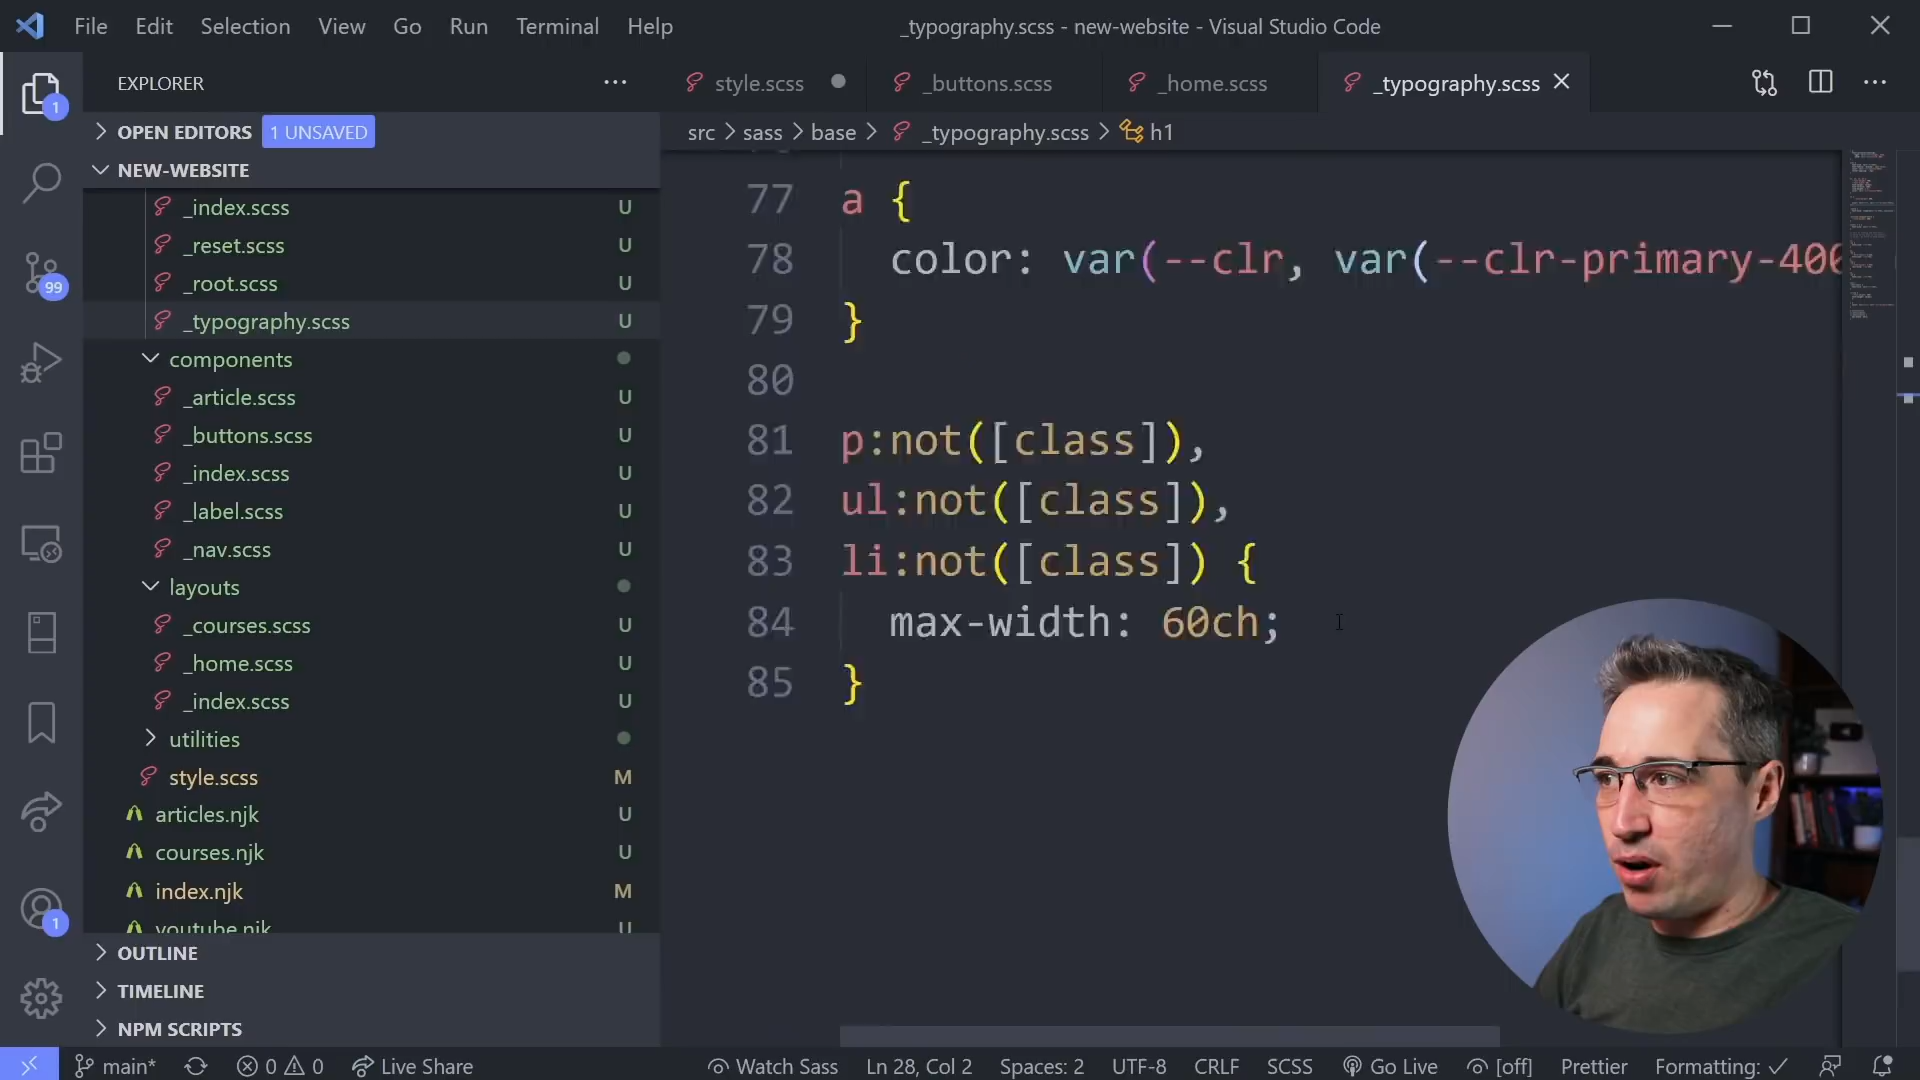 File Edit Selection View Go Run Terminal Help
_typography.scss - new-website - Visual Studio Code
EXPLORER
style.scss
_buttons.scss
_home.scss
_typography.scss
OPEN EDITORS 1 UNSAVED
src > sass > base > _typography.scss > h1
NEW-WEBSITE
_index.scss U
_reset.scss U
_root.scss U
_typography.scss U
components
_article.scss U
_buttons.scss U
_index.scss U
_label.scss U
_nav.scss U
layouts
_courses.scss U
_home.scss U
_index.scss U
utilities
style.scss M
articles.njk U
courses.njk U
index.njk M
youtube.njk U
OUTLINE
TIMELINE
NPM SCRIPTS
1
99
1
77 a {
78 color: var(--clr, var(--clr-primary-400
79 }
80
81 p:not([class]),
82 ul:not([class]),
83 li:not([class]) {
84 max-width: 60ch;
85 }
main* 0 0 Live Share Watch Sass Ln 28, Col 2 Spaces: 2 UTF-8 CRLF SCSS Go Live [off] Prettier Formatting: ✓